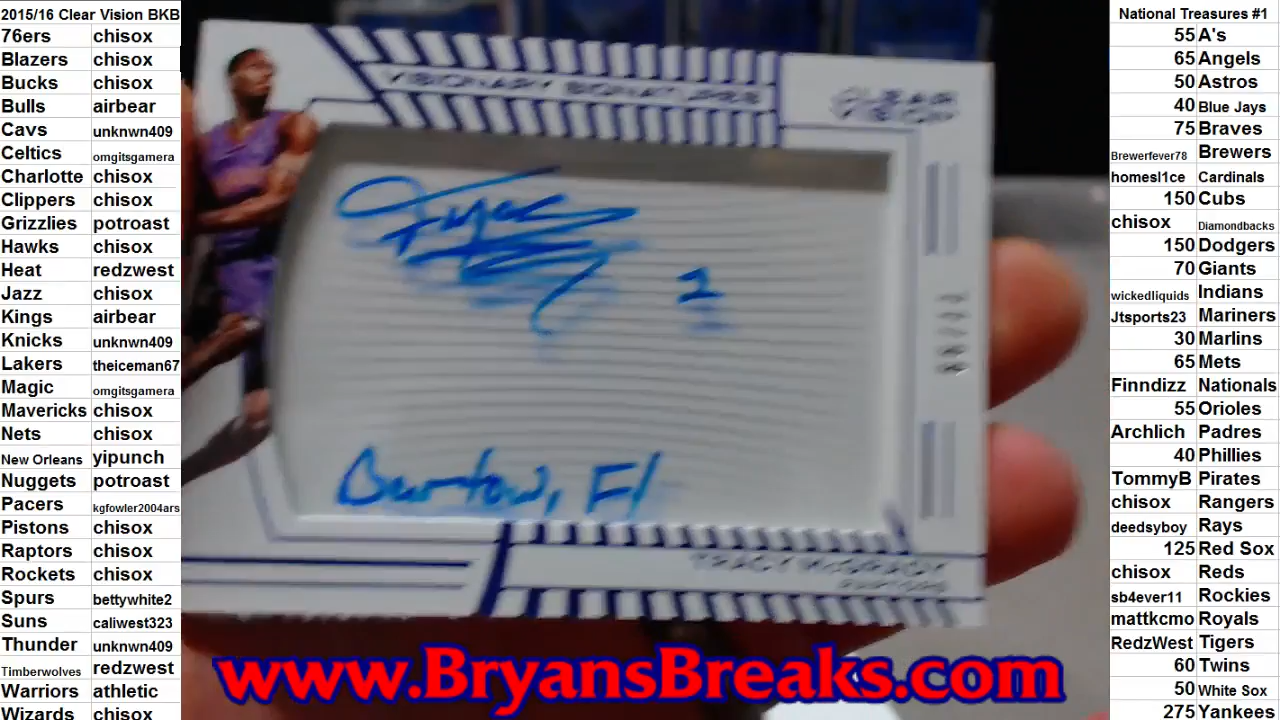 2015/16 Clear Vision BKB
76ers chisox
Blazers chisox
Bucks chisox
Bulls airbear
Cavs unknwn409
Celtics omgitsgamera
Charlotte chisox
Clippers chisox
Grizzlies potroast
Hawks chisox
Heat redzwest
Jazz chisox
Kings airbear
Knicks unknwn409
Lakers theiceman67
Magic omgitsgamera
Mavericks chisox
Nets chisox
New Orleans yipunch
Nuggets potroast
Pacers kgfowler2004ars
Pistons chisox
Raptors chisox
Rockets chisox
Spurs bettywhite2
Suns caliwest323
Thunder unknwn409
Timberwolves redzwest
Warriors athletic
Wizards chisox
VISIONARY SIGNATURES
CLEAR
VISION
Bartow, Fl
TRACY McGRADY
RAPTORS
www.BryansBreaks.com
National Treasures #1
55 A's
65 Angels
50 Astros
40 Blue Jays
75 Braves
Brewerfever78 Brewers
homesl1ce Cardinals
150 Cubs
chisox Diamondbacks
150 Dodgers
70 Giants
wickedliquids Indians
Jtsports23 Mariners
30 Marlins
65 Mets
Finndizz Nationals
55 Orioles
Archlich Padres
40 Phillies
TommyB Pirates
chisox Rangers
deedsyboy Rays
125 Red Sox
chisox Reds
sb4ever11 Rockies
mattkcmo Royals
RedzWest Tigers
60 Twins
50 White Sox
275 Yankees